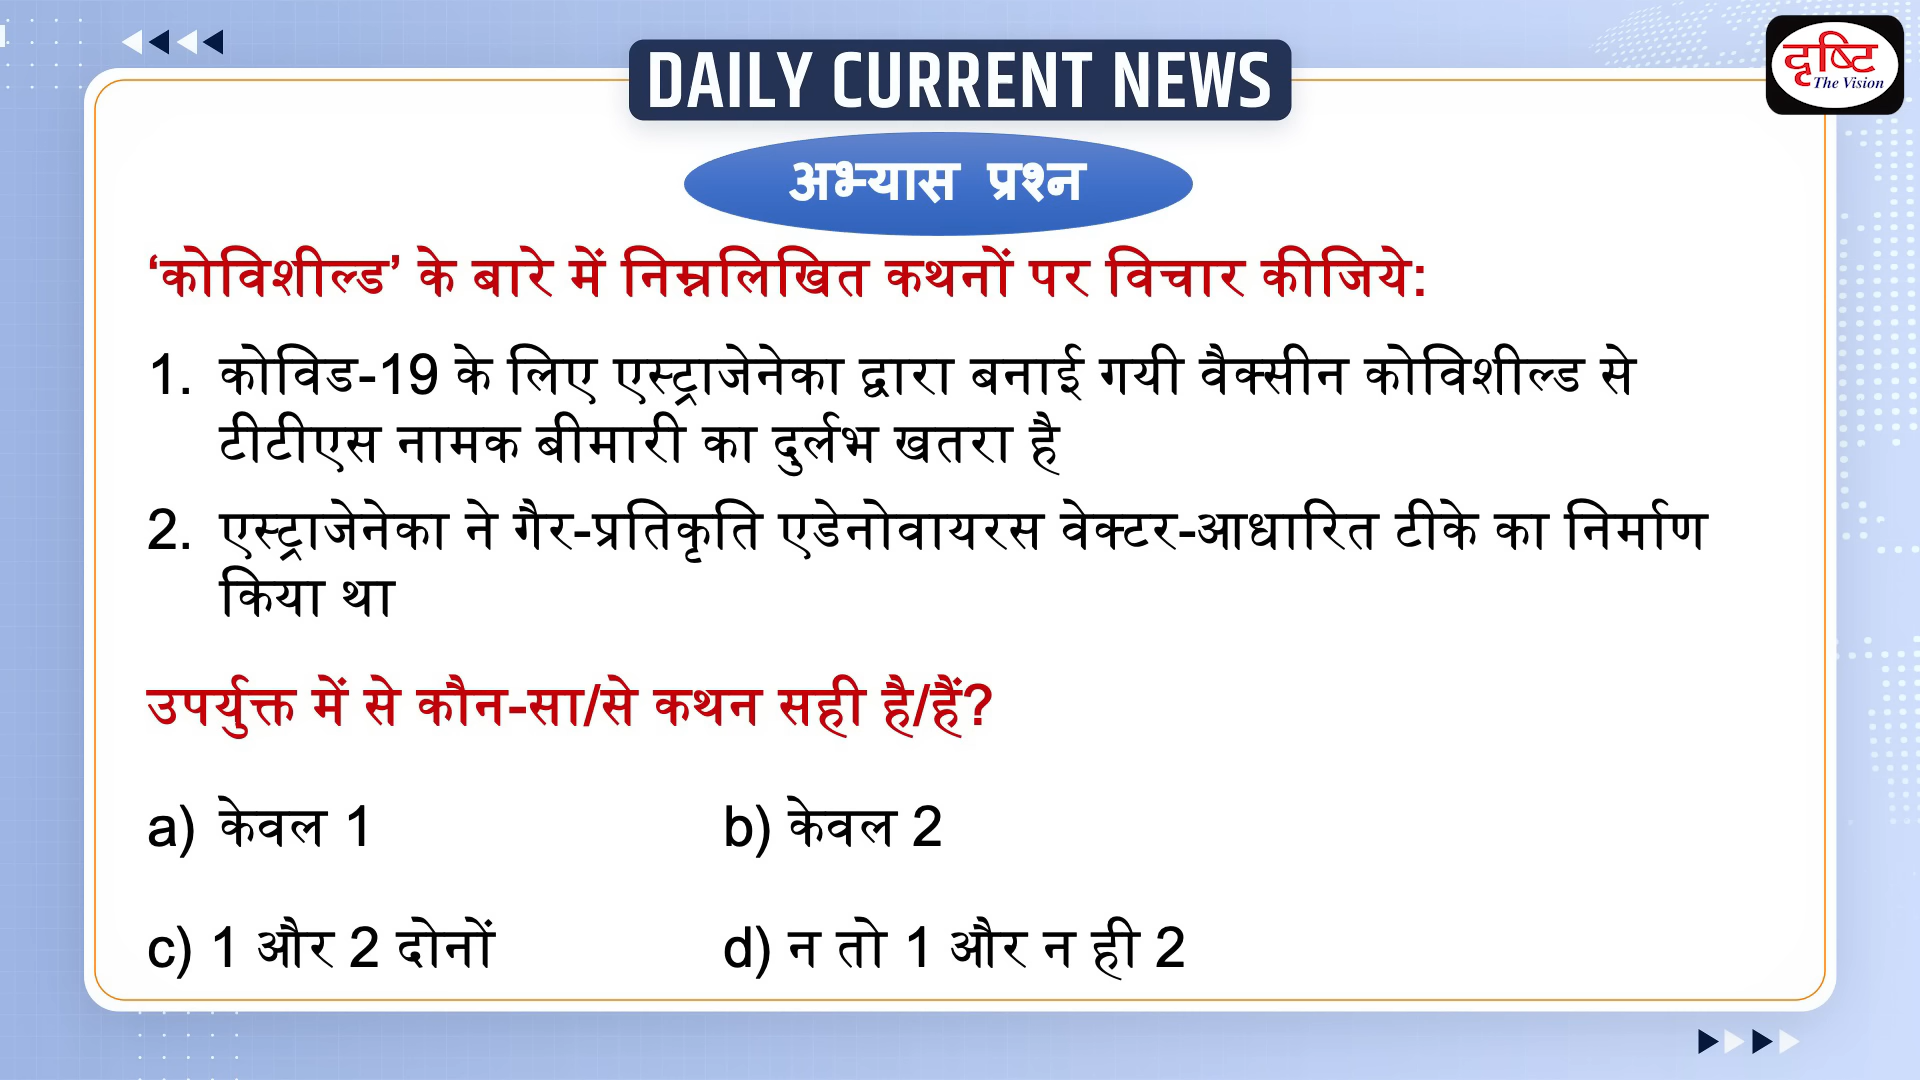 DAILY CURRENT NEWS
दृष्टि
The Vision
अभ्यास प्रश्न
‘कोविशील्ड’ के बारे में निम्नलिखित कथनों पर विचार कीजिये:
1. कोविड-19 के लिए एस्ट्राजेनेका द्वारा बनाई गयी वैक्सीन कोविशील्ड से
टीटीएस नामक बीमारी का दुर्लभ खतरा है
2. एस्ट्राजेनेका ने गैर-प्रतिकृति एडेनोवायरस वेक्टर-आधारित टीके का निर्माण
किया था
उपर्युक्त में से कौन-सा/से कथन सही है/हैं?
a) केवल 1 b) केवल 2
c) 1 और 2 दोनों d) न तो 1 और न ही 2